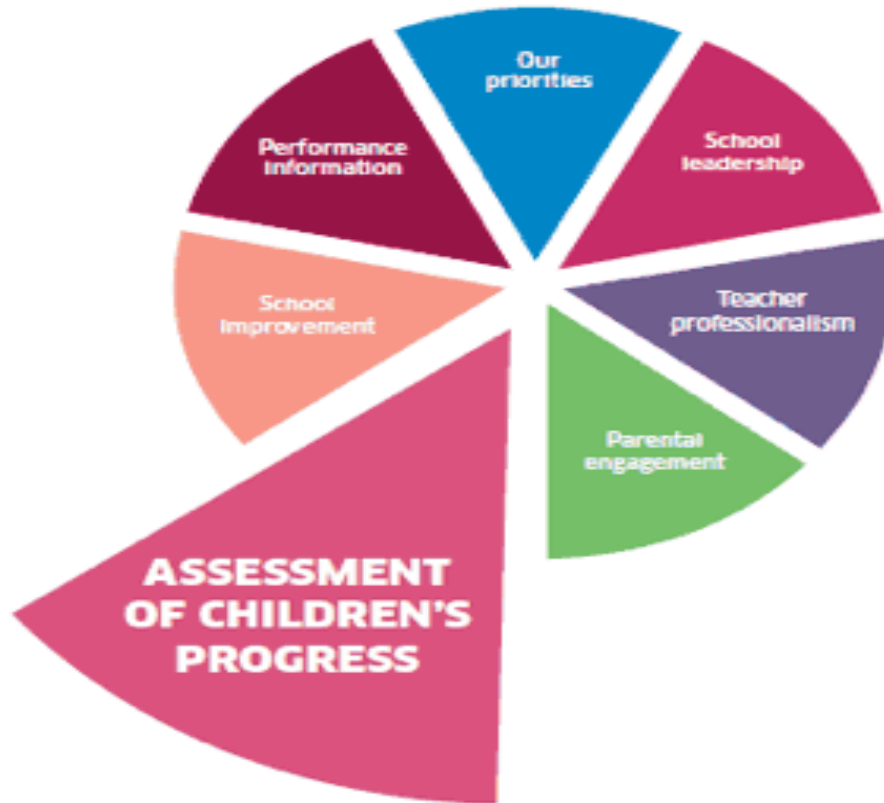 Our
priorities
School
leadership
Teacher
professionalism
Parental
engagement
ASSESSMENT
OF CHILDREN'S
PROGRESS
School
improvement
Performance
information